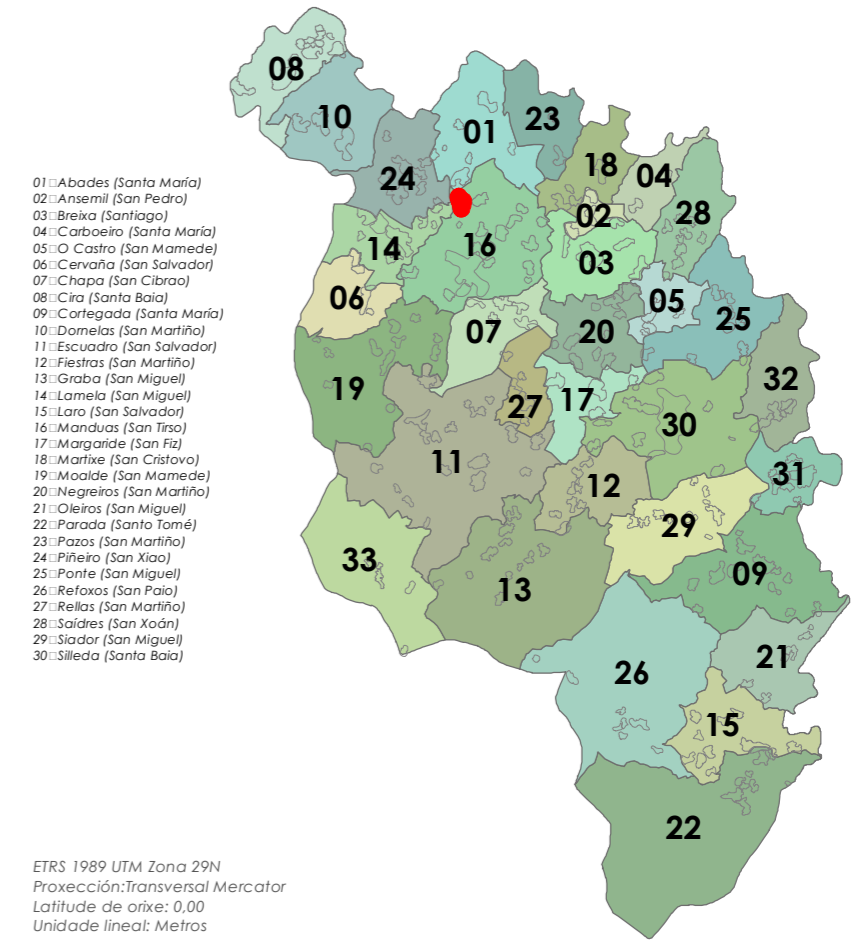 08
10
01
23
24
18
04
02
28
16
14
03
06
05
25
07
20
32
19
17
27
30
11
31
12
29
33
09
13
21
26
15
22
01□Abades (Santa María)
02□Ansemil (San Pedro)
03□Breixa (Santiago)
04□Carboeiro (Santa María)
05□O Castro (San Mamede)
06□Cervaña (San Salvador)
07□Chapa (San Cibrao)
08□Cira (Santa Baia)
09□Cortegada (Santa María)
10□Dornelas (San Martiño)
11□Escuadro (San Salvador)
12□Fiestras (San Martiño)
13□Graba (San Miguel)
14□Lamela (San Miguel)
15□Laro (San Salvador)
16□Manduas (San Tirso)
17□Margaride (San Fiz)
18□Martixe (San Cristovo)
19□Moalde (San Mamede)
20□Negreiros (San Martiño)
21□Oleiros (San Miguel)
22□Parada (Santo Tomé)
23□Pazos (San Martiño)
24□Piñeiro (San Xiao)
25□Ponte (San Miguel)
26□Refoxos (San Paio)
27□Rellas (San Martiño)
28□Saídres (San Xoán)
29□Siador (San Miguel)
30□Silleda (Santa Baia)
ETRS 1989 UTM Zona 29N
Proxección:Transversal Mercator
Latitude de orixe: 0,00
Unidade lineal: Metros